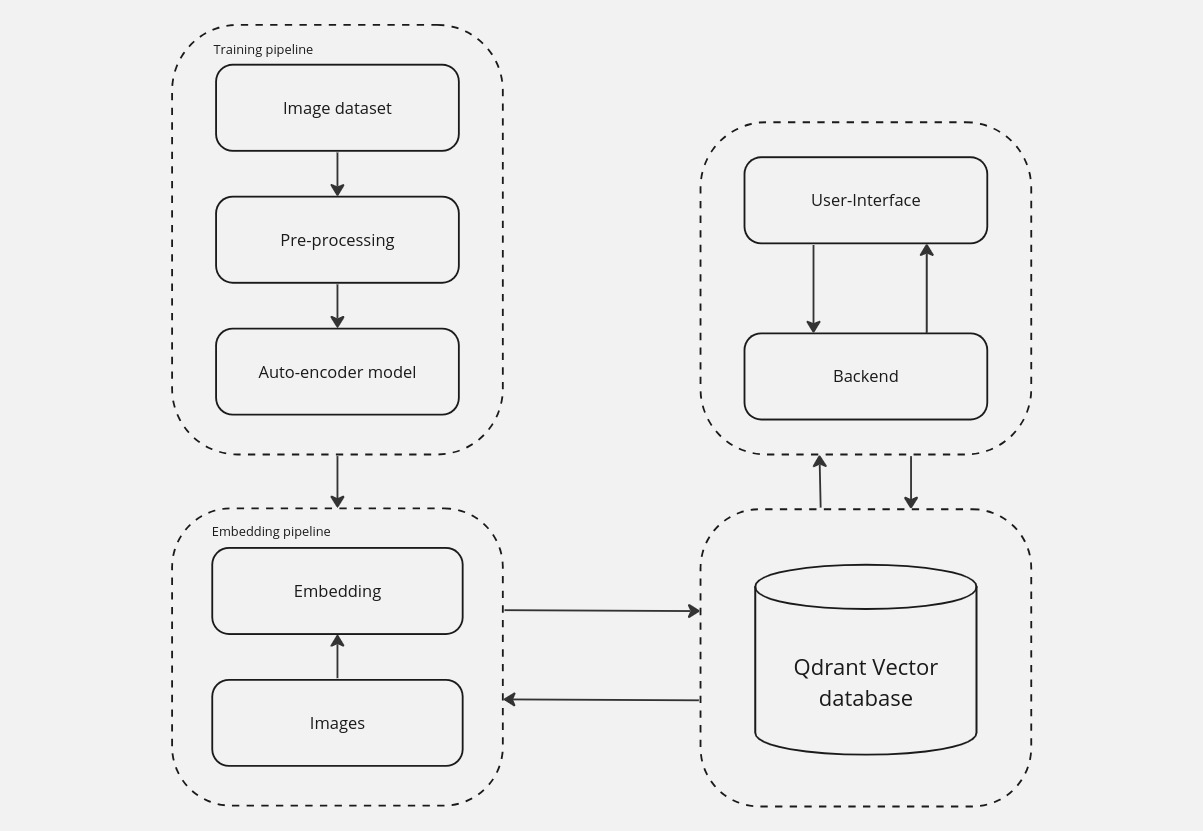 Training pipeline
Image dataset
Pre-processing
Auto-encoder model
Embedding pipeline
Embedding
Images
User-Interface
Backend
Qdrant Vector
database